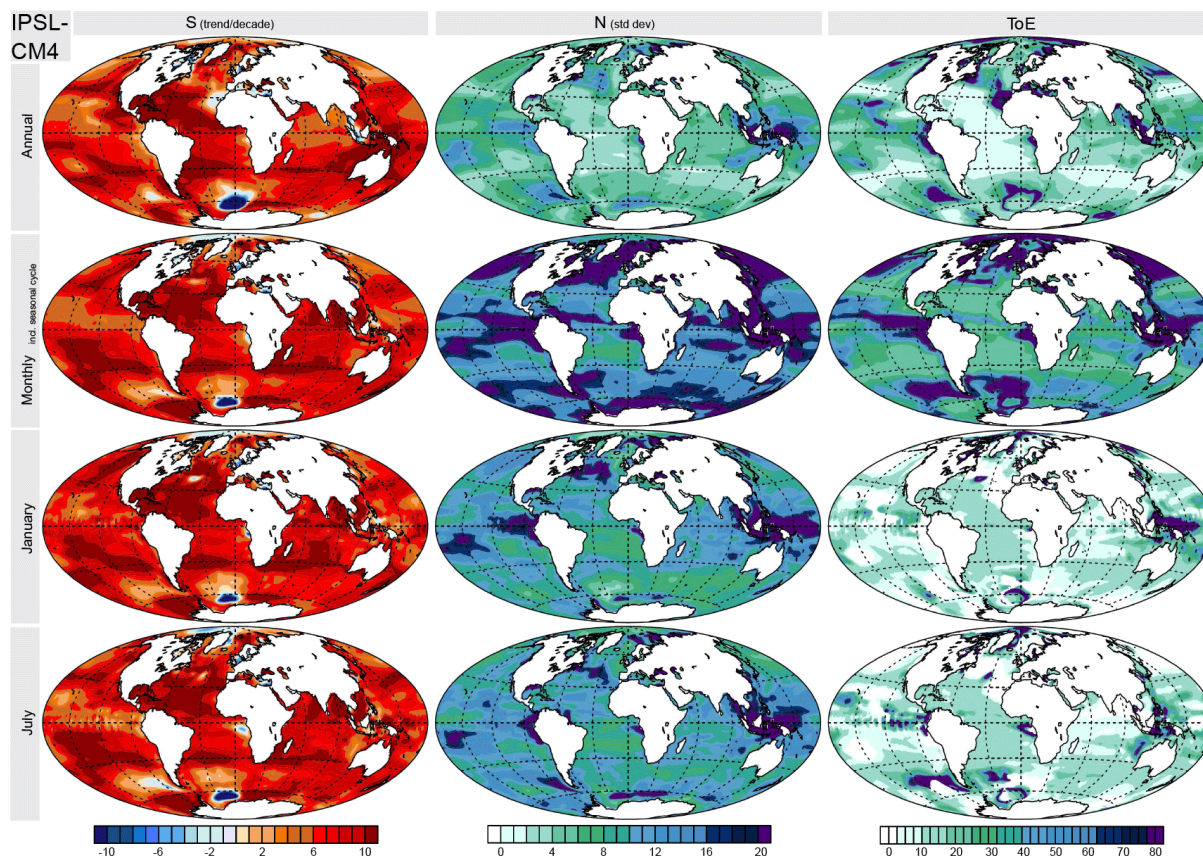 IPSL-
CM4
S (trend/decade)
N (std dev)
ToE
Annual
Monthly incl. seasonal cycle
January
July
-10 -6 -2 2 6 10
0 4 8 12 16 20
0 10 20 30 40 50 60 70 80